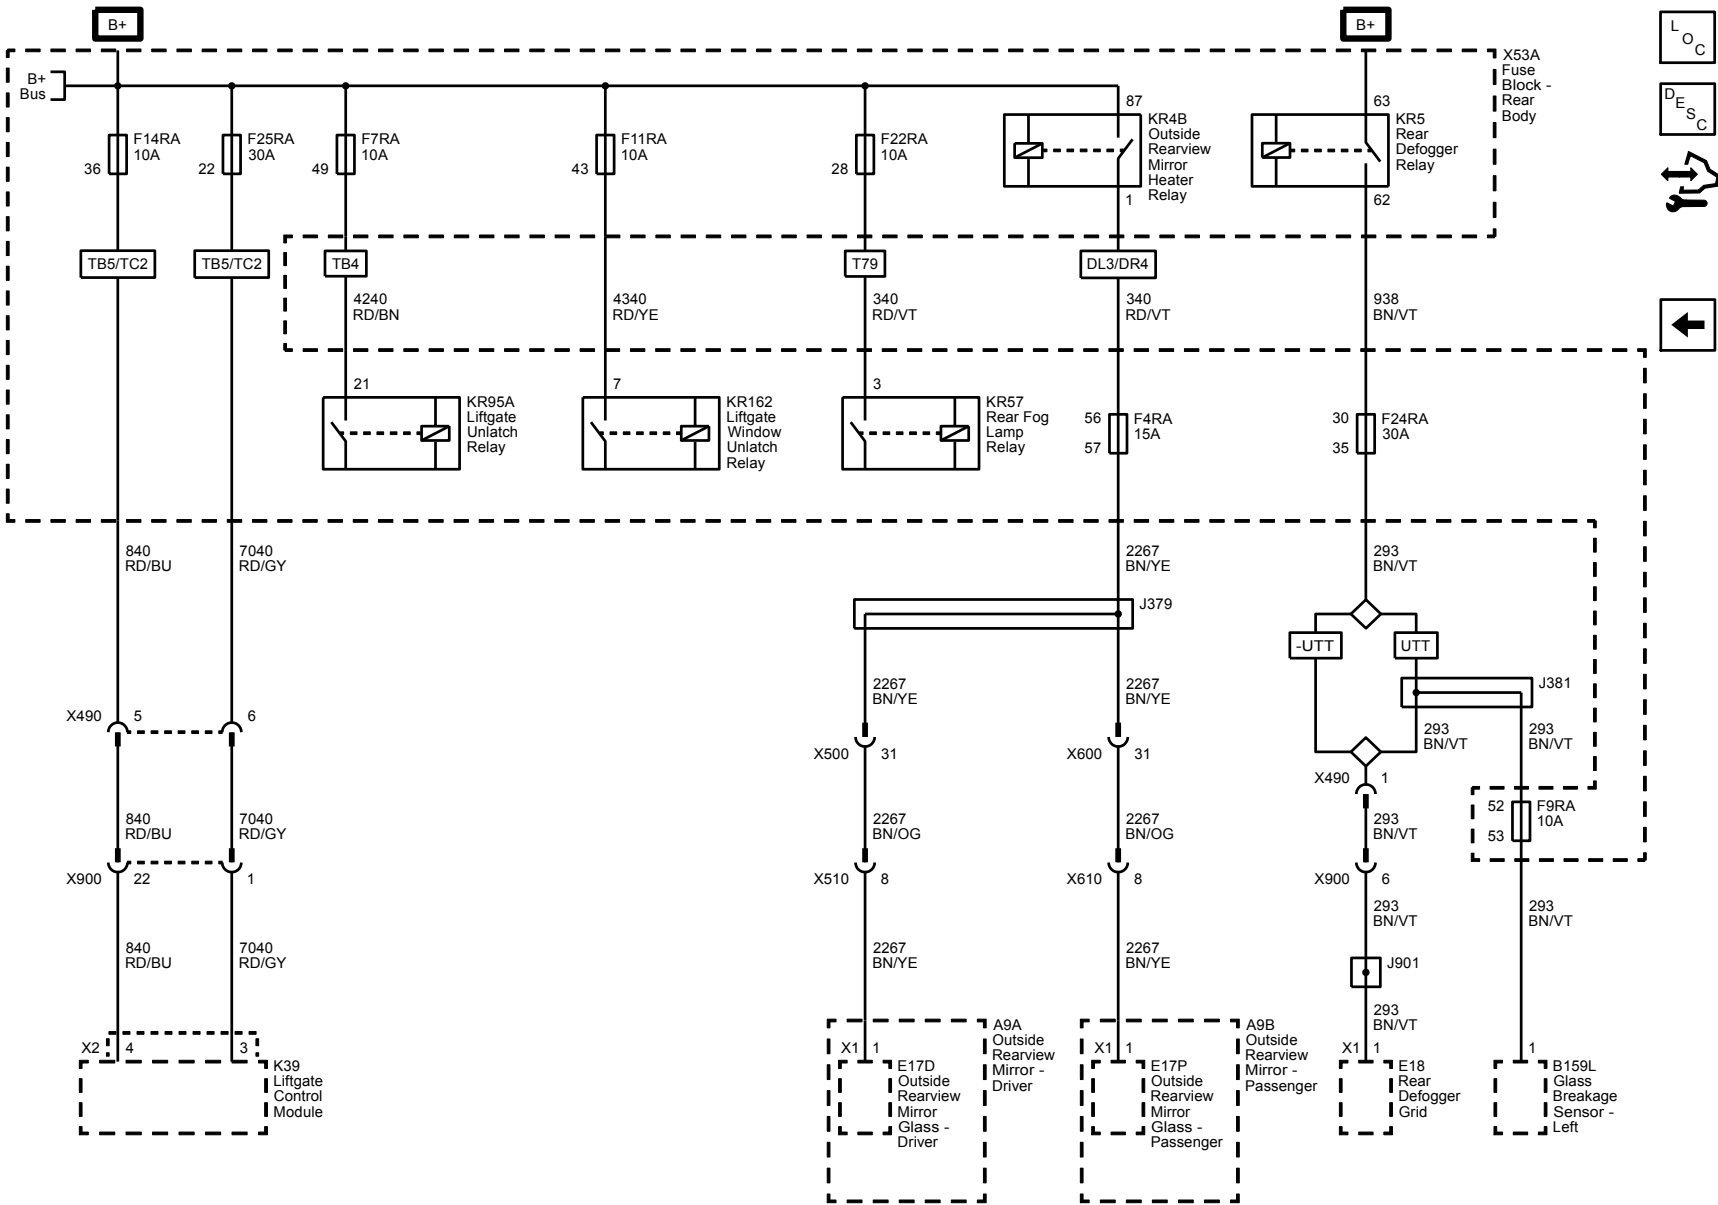 B+
B+
L
O
C
D
E
S
C
B+
Bus
X53A
Fuse
Block -
Rear
Body
F14RA
10A
36
F25RA
30A
22
F7RA
10A
49
F11RA
10A
43
F22RA
10A
28
87
KR4B
Outside
Rearview
Mirror
Heater
Relay
1
63
KR5
Rear
Defogger
Relay
62
TB5/TC2
TB5/TC2
TB4
T79
DL3/DR4
4240
RD/BN
4340
RD/YE
340
RD/VT
340
RD/VT
938
BN/VT
21
KR95A
Liftgate
Unlatch
Relay
7
KR162
Liftgate
Window
Unlatch
Relay
3
KR57
Rear Fog
Lamp
Relay
56
57
F4RA
15A
30
35
F24RA
30A
840
RD/BU
7040
RD/GY
2267
BN/YE
293
BN/VT
J379
-UTT
UTT
J381
2267
BN/YE
2267
BN/YE
293
BN/VT
293
BN/VT
X490
5
6
X500
31
X600
31
X490
1
840
RD/BU
7040
RD/GY
2267
BN/OG
2267
BN/OG
293
BN/VT
52
53
F9RA
10A
X900
22
1
X510
8
X610
8
X900
6
293
BN/VT
293
BN/VT
840
RD/BU
7040
RD/GY
2267
BN/YE
2267
BN/YE
J901
293
BN/VT
X2
4
3
K39
Liftgate
Control
Module
X1
1
E17D
Outside
Rearview
Mirror
Glass -
Driver
A9A
Outside
Rearview
Mirror -
Driver
X1
1
E17P
Outside
Rearview
Mirror
Glass -
Passenger
A9B
Outside
Rearview
Mirror -
Passenger
X1
1
E18
Rear
Defogger
Grid
1
B159L
Glass
Breakage
Sensor -
Left